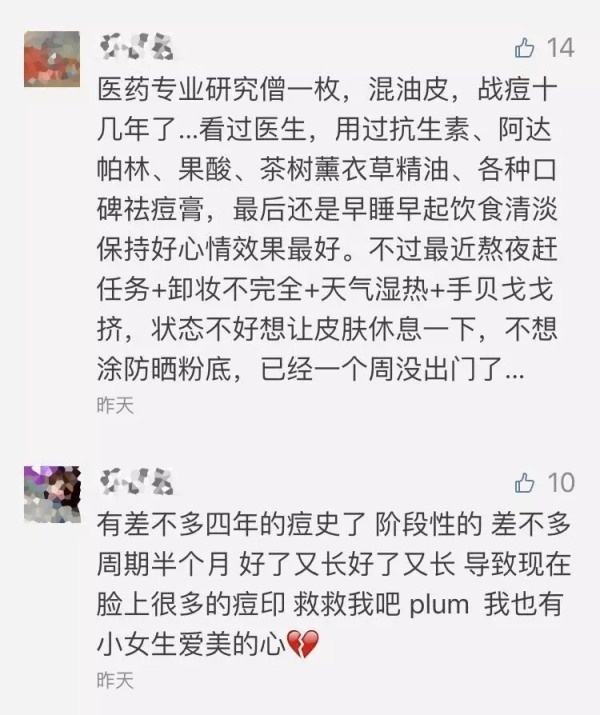 14
医药专业研究僧一枚，混油皮，战痘十
几年了...看过医生，用过抗生素、阿达
帕林、果酸、茶树薰衣草精油、各种口
碑祛痘膏，最后还是早睡早起饮食清淡
保持好心情效果最好。不过最近熬夜赶
任务+卸妆不完全+天气湿热+手贝戈戈
挤，状态不好想让皮肤休息一下，不想
涂防晒粉底，已经一个周没出门了...
昨天
10
有差不多四年的痘史了 阶段性的 差不多
周期半个月 好了又长好了又长 导致现在
脸上很多的痘印 救救我吧 plum 我也有
小女生爱美的心💔
昨天